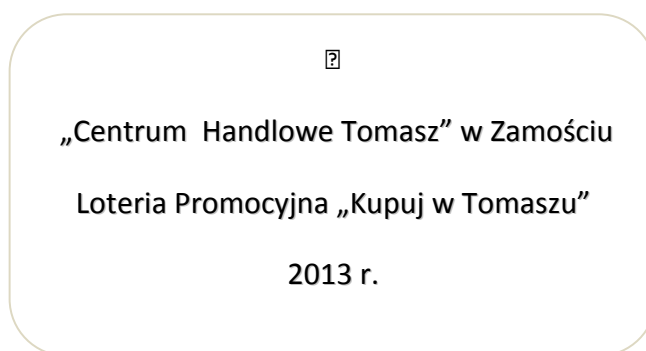 „Centrum Handlowe Tomasz” w Zamościu
Loteria Promocyjna „Kupuj w Tomaszu”
2013 r.